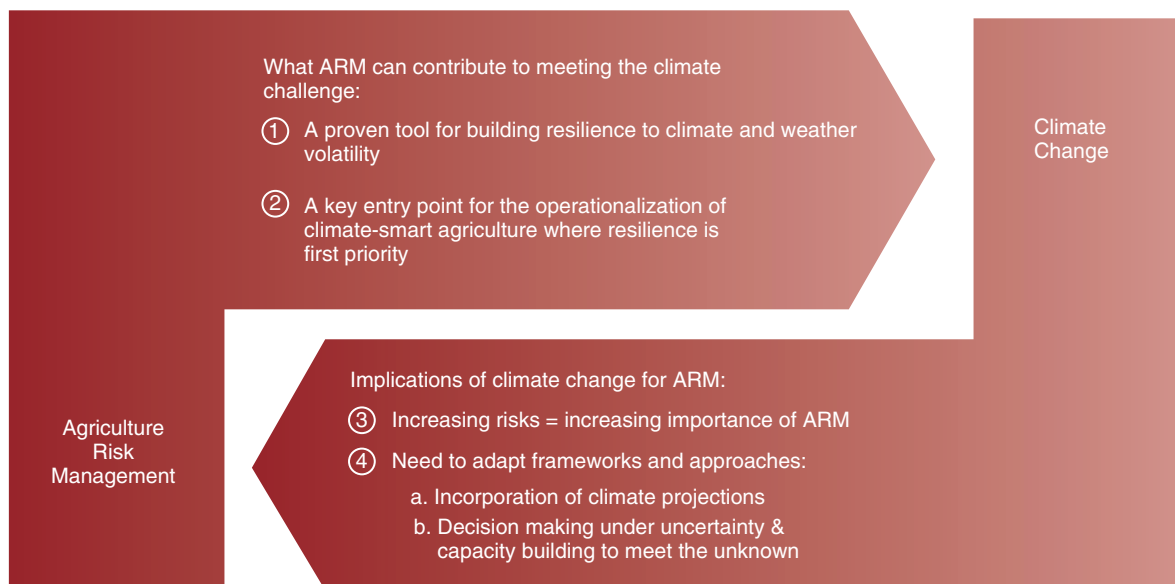 What ARM can contribute to meeting the climate
challenge:
① A proven tool for building resilience to climate and weather
volatility
② A key entry point for the operationalization of
climate-smart agriculture where resilience is
first priority
Climate
Change
Agriculture
Risk
Management
Implications of climate change for ARM:
③ Increasing risks = increasing importance of ARM
④ Need to adapt frameworks and approaches:
a. Incorporation of climate projections
b. Decision making under uncertainty &
capacity building to meet the unknown